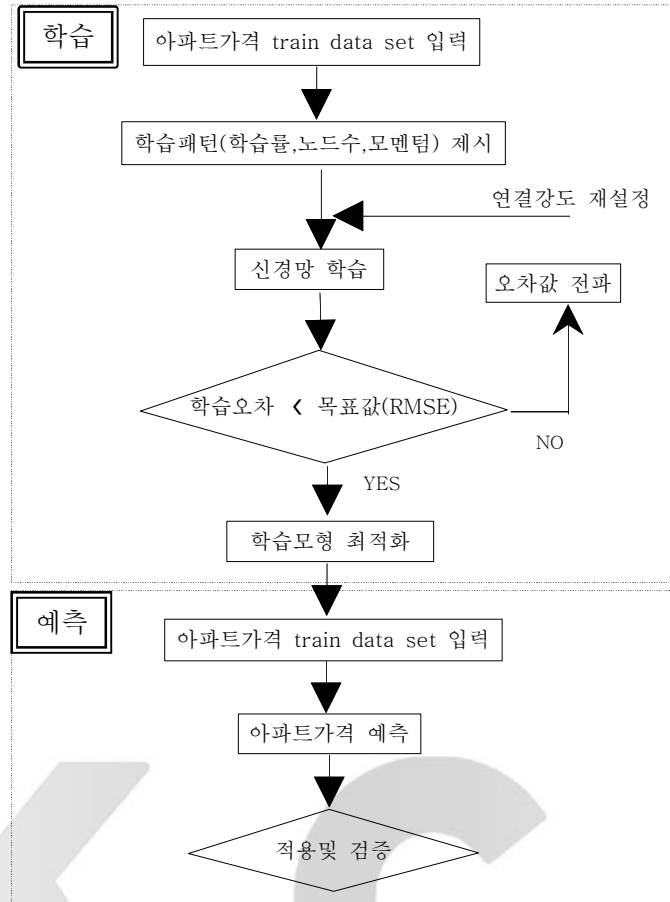 학습
아파트가격 train data set 입력
학습패턴(학습률,노드수,모멘텀) 제시
연결강도 재설정
신경망 학습
오차값 전파
학습오차 < 목표값(RMSE)
NO
YES
학습모형 최적화
예측
아파트가격 train data set 입력
아파트가격 예측
적용및 검증